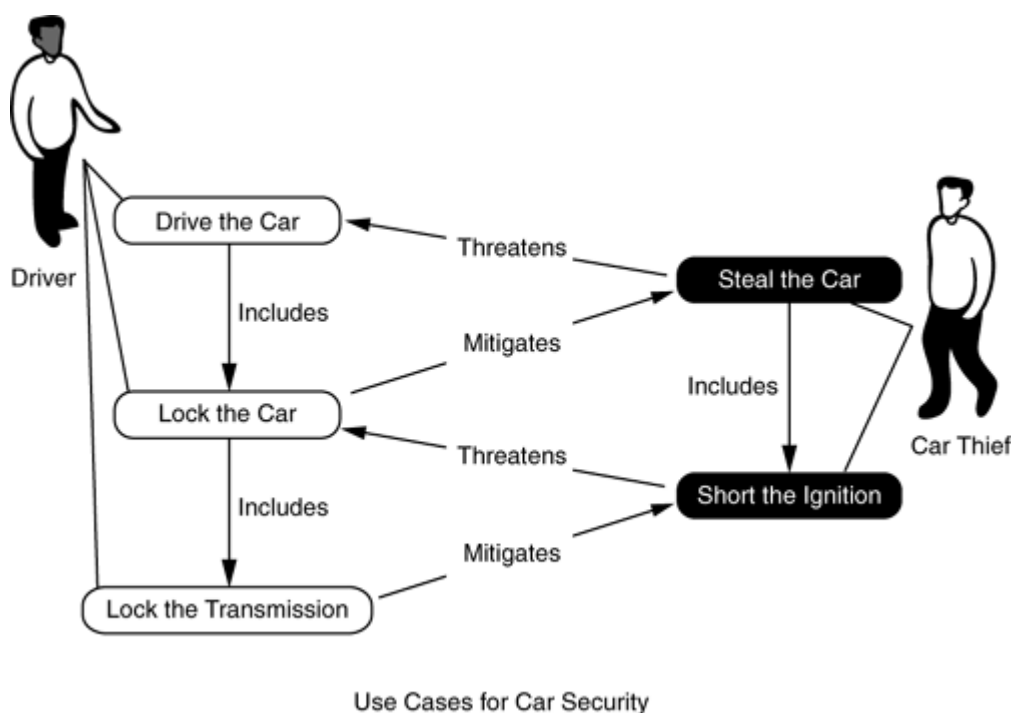 Drive the Car
Driver
Threatens
Steal the Car
Includes
Mitigates
Includes
Lock the Car
Car Thief
Threatens
Short the Ignition
Includes
Mitigates
Lock the Transmission
Use Cases for Car Security